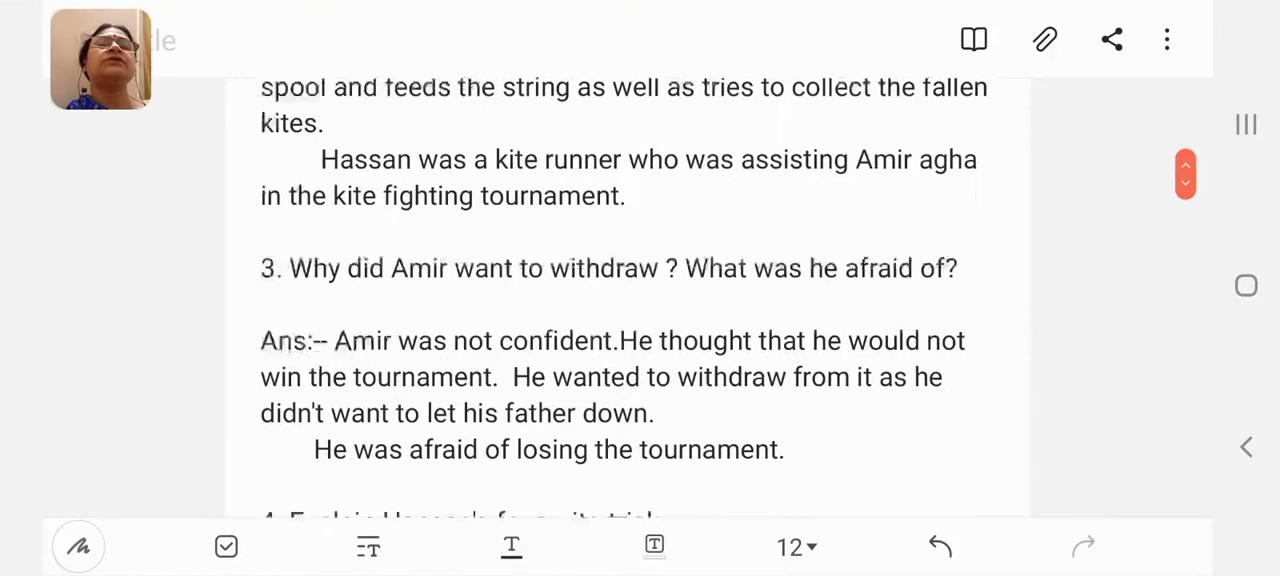 spool and feeds the string as well as tries to collect the fallen
kites.
Hassan was a kite runner who was assisting Amir agha
in the kite fighting tournament.
3. Why did Amir want to withdraw ? What was he afraid of?
Ans:-- Amir was not confident.He thought that he would not
win the tournament.  He wanted to withdraw from it as he
didn't want to let his father down.
He was afraid of losing the tournament.
12